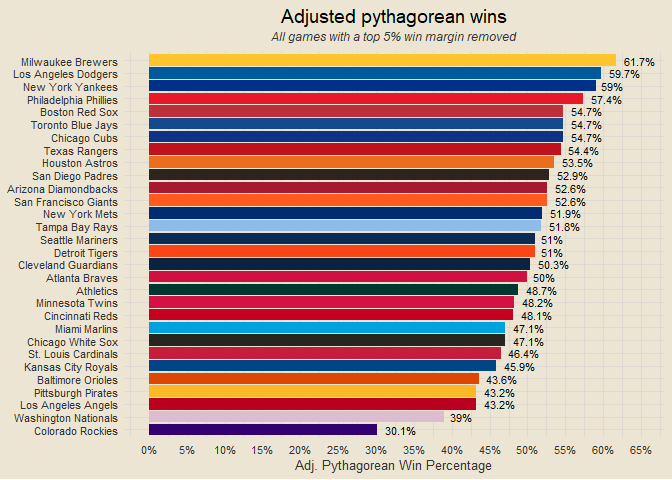 Adjusted pythagorean wins
All games with a top 5% win margin removed
Milwaukee Brewers 61.7%
Los Angeles Dodgers 59.7%
New York Yankees 59%
Philadelphia Phillies 57.4%
Boston Red Sox 54.7%
Toronto Blue Jays 54.7%
Chicago Cubs 54.7%
Texas Rangers 54.4%
Houston Astros 53.5%
San Diego Padres 52.9%
Arizona Diamondbacks 52.6%
San Francisco Giants 52.6%
New York Mets 51.9%
Tampa Bay Rays 51.8%
Seattle Mariners 51%
Detroit Tigers 51%
Cleveland Guardians 50.3%
Atlanta Braves 50%
Athletics 48.7%
Minnesota Twins 48.2%
Cincinnati Reds 48.1%
Miami Marlins 47.1%
Chicago White Sox 47.1%
St. Louis Cardinals 46.4%
Kansas City Royals 45.9%
Baltimore Orioles 43.6%
Pittsburgh Pirates 43.2%
Los Angeles Angels 43.2%
Washington Nationals 39%
Colorado Rockies 30.1%
0% 5% 10% 15% 20% 25% 30% 35% 40% 45% 50% 55% 60% 65%
Adj. Pythagorean Win Percentage